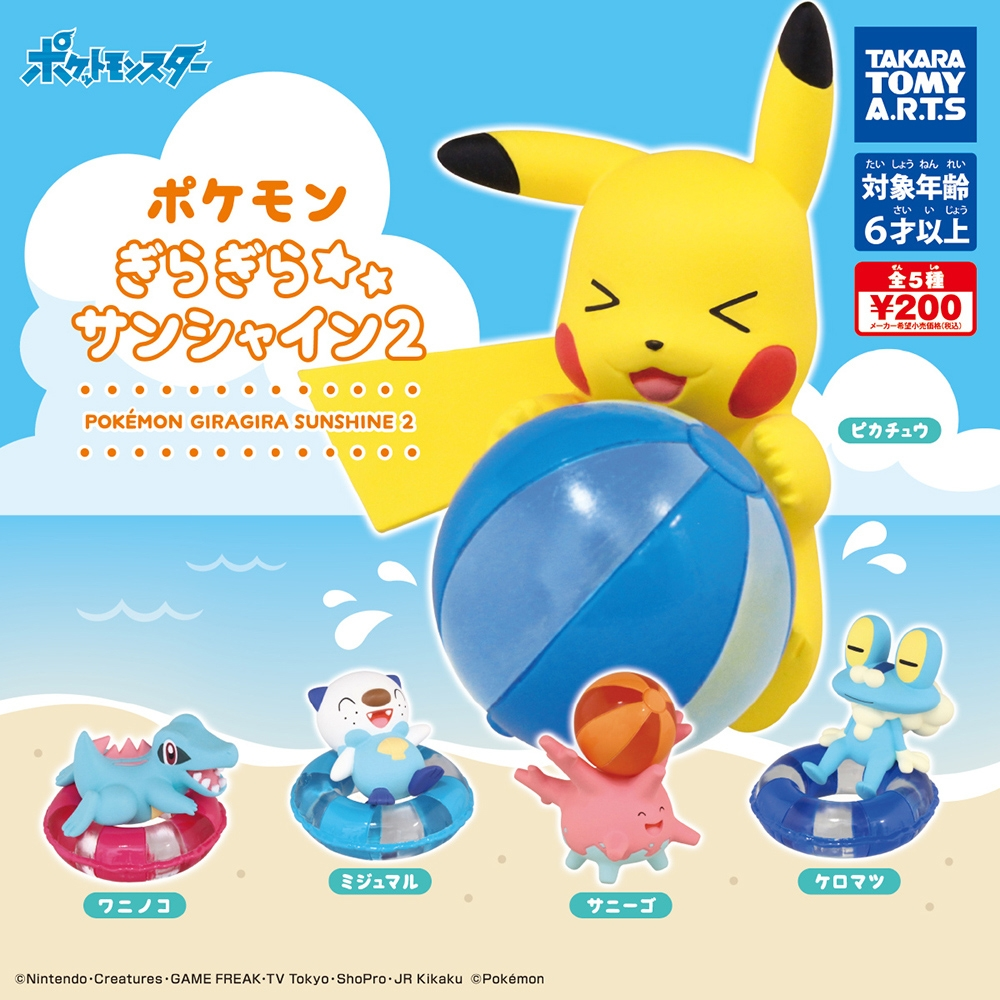 ポケットモンスター
TAKARA
TOMY
A.R.T.S
たい しょう ねん れい
対象年齢
さい い じょう
6才以上
ぜん しゅ
全5種
¥200
メーカー希望小売価格(税込)
ポケモン
ぎらぎら★★
サンシャイン2
POKÉMON GIRAGIRA SUNSHINE 2
ピカチュウ
ワニノコ
ミジュマル
サニーゴ
ケロマツ
©Nintendo・Creatures・GAME FREAK・TV Tokyo・ShoPro・JR Kikaku ©Pokémon